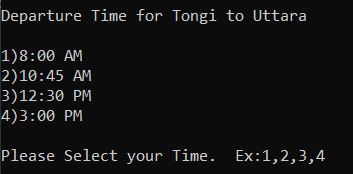 Departure Time for Tongi to Uttara
1)8:00 AM
2)10:45 AM
3)12:30 PM
4)3:00 PM
Please Select your Time.  Ex:1,2,3,4